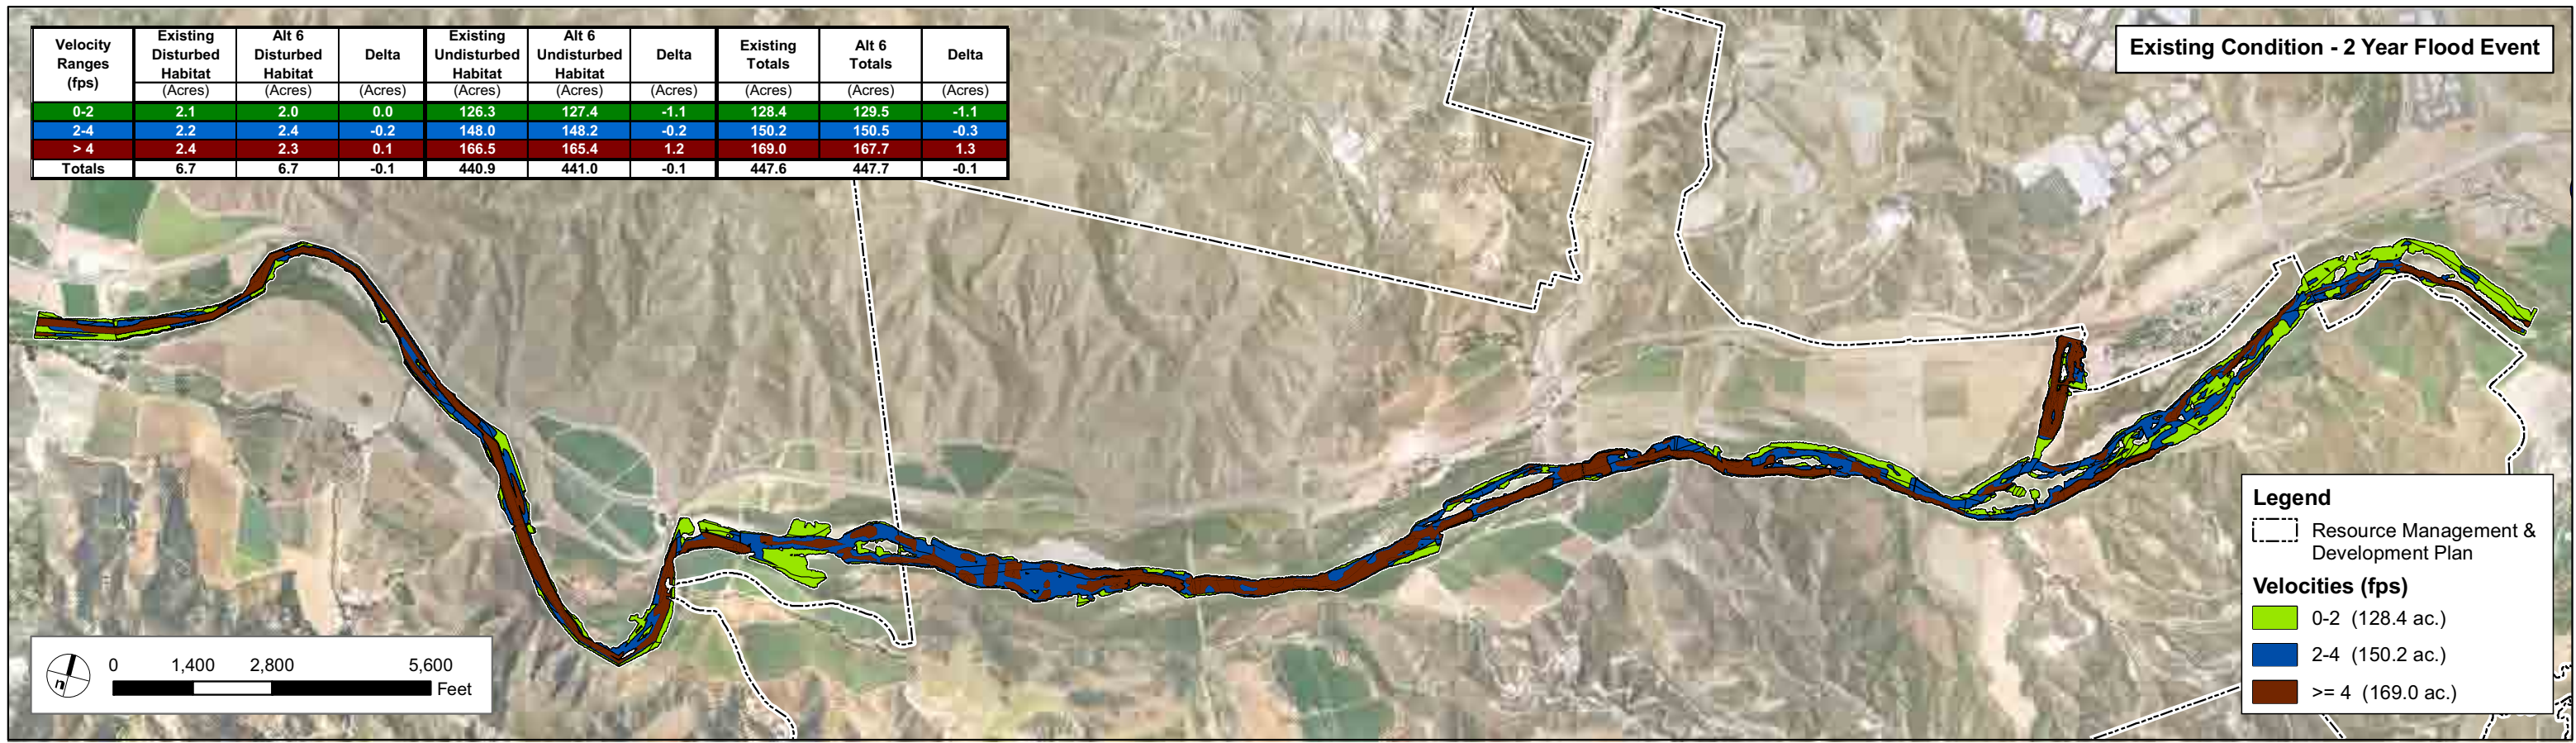 Existing Condition - 2 Year Flood Event
Velocity Ranges (fps) | Existing Disturbed Habitat (Acres) | Alt 6 Disturbed Habitat (Acres) | Delta (Acres) | Existing Undisturbed Habitat (Acres) | Alt 6 Undisturbed Habitat (Acres) | Delta (Acres) | Existing Totals (Acres) | Alt 6 Totals (Acres) | Delta (Acres)
0-2 | 2.1 | 2.0 | 0.0 | 126.3 | 127.4 | -1.1 | 128.4 | 129.5 | -1.1
2-4 | 2.2 | 2.4 | -0.2 | 148.0 | 148.2 | -0.2 | 150.2 | 150.5 | -0.3
> 4 | 2.4 | 2.3 | 0.1 | 166.5 | 165.4 | 1.2 | 169.0 | 167.7 | 1.3
Totals | 6.7 | 6.7 | -0.1 | 440.9 | 441.0 | -0.1 | 447.6 | 447.7 | -0.1
n
0 1,400 2,800 5,600
Feet
Legend
Resource Management &
Development Plan
Velocities (fps)
0-2 (128.4 ac.)
2-4 (150.2 ac.)
>= 4 (169.0 ac.)